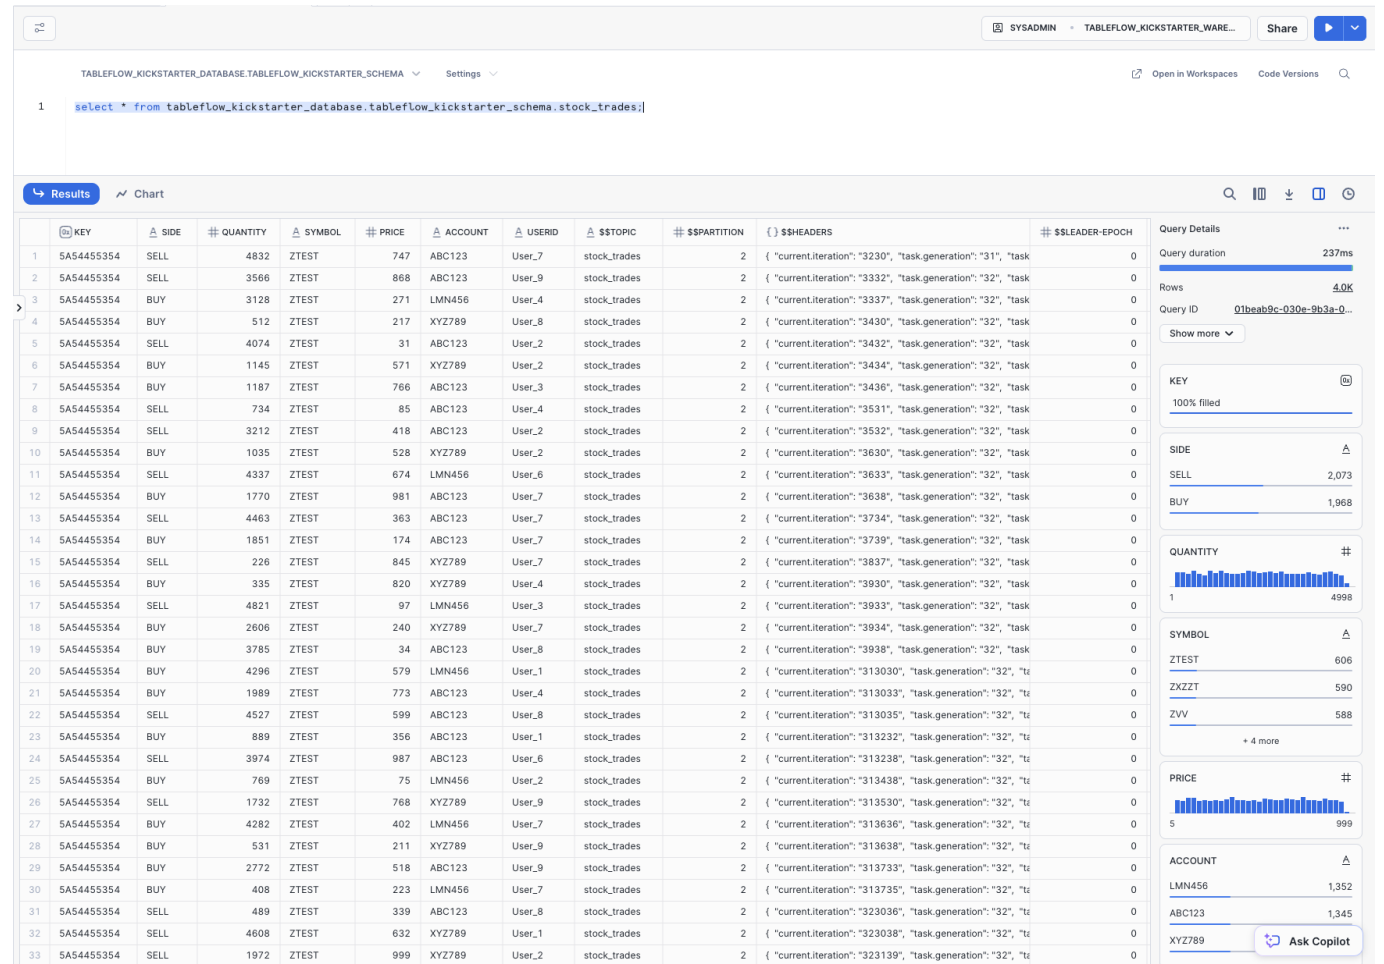 SYSADMIN · TABLEFLOW_KICKSTARTER_WARE... Share
TABLEFLOW_KICKSTARTER_DATABASE.TABLEFLOW_KICKSTARTER_SCHEMA Settings Open in Workspaces Code Versions
1 select * from tableflow_kickstarter_database.tableflow_kickstarter_schema.stock_trades;
Results Chart
KEY SIDE QUANTITY SYMBOL PRICE ACCOUNT USERID $$TOPIC $$PARTITION $$HEADERS $$LEADER-EPOCH
1 5A54455354 SELL 4832 ZTEST 747 ABC123 User_7 stock_trades 2 { "current.iteration": "3230", "task.generation": "31", "task 0
2 5A54455354 SELL 3566 ZTEST 868 ABC123 User_9 stock_trades 2 { "current.iteration": "3332", "task.generation": "32", "task 0
3 5A54455354 BUY 3128 ZTEST 271 LMN456 User_4 stock_trades 2 { "current.iteration": "3337", "task.generation": "32", "task 0
4 5A54455354 BUY 512 ZTEST 217 XYZ789 User_8 stock_trades 2 { "current.iteration": "3430", "task.generation": "32", "task 0
5 5A54455354 SELL 4074 ZTEST 31 ABC123 User_2 stock_trades 2 { "current.iteration": "3432", "task.generation": "32", "task 0
6 5A54455354 BUY 1145 ZTEST 571 XYZ789 User_2 stock_trades 2 { "current.iteration": "3434", "task.generation": "32", "task 0
7 5A54455354 BUY 1187 ZTEST 766 ABC123 User_3 stock_trades 2 { "current.iteration": "3436", "task.generation": "32", "task 0
8 5A54455354 SELL 734 ZTEST 85 ABC123 User_4 stock_trades 2 { "current.iteration": "3531", "task.generation": "32", "task 0
9 5A54455354 SELL 3212 ZTEST 418 ABC123 User_2 stock_trades 2 { "current.iteration": "3532", "task.generation": "32", "task 0
10 5A54455354 BUY 1035 ZTEST 528 XYZ789 User_2 stock_trades 2 { "current.iteration": "3630", "task.generation": "32", "task 0
11 5A54455354 SELL 4337 ZTEST 674 LMN456 User_6 stock_trades 2 { "current.iteration": "3633", "task.generation": "32", "task 0
12 5A54455354 BUY 1770 ZTEST 981 ABC123 User_7 stock_trades 2 { "current.iteration": "3638", "task.generation": "32", "task 0
13 5A54455354 SELL 4463 ZTEST 363 ABC123 User_7 stock_trades 2 { "current.iteration": "3734", "task.generation": "32", "task 0
14 5A54455354 BUY 1851 ZTEST 174 ABC123 User_7 stock_trades 2 { "current.iteration": "3739", "task.generation": "32", "task 0
15 5A54455354 SELL 226 ZTEST 845 XYZ789 User_7 stock_trades 2 { "current.iteration": "3837", "task.generation": "32", "task 0
16 5A54455354 BUY 335 ZTEST 820 XYZ789 User_4 stock_trades 2 { "current.iteration": "3930", "task.generation": "32", "task 0
17 5A54455354 SELL 4821 ZTEST 97 LMN456 User_3 stock_trades 2 { "current.iteration": "3933", "task.generation": "32", "task 0
18 5A54455354 BUY 2606 ZTEST 240 XYZ789 User_7 stock_trades 2 { "current.iteration": "3934", "task.generation": "32", "task 0
19 5A54455354 BUY 3785 ZTEST 34 ABC123 User_8 stock_trades 2 { "current.iteration": "3938", "task.generation": "32", "task 0
20 5A54455354 BUY 4296 ZTEST 579 LMN456 User_1 stock_trades 2 { "current.iteration": "313030", "task.generation": "32", "ta 0
21 5A54455354 BUY 1989 ZTEST 773 ABC123 User_4 stock_trades 2 { "current.iteration": "313033", "task.generation": "32", "ta 0
22 5A54455354 SELL 4527 ZTEST 599 ABC123 User_8 stock_trades 2 { "current.iteration": "313035", "task.generation": "32", "ta 0
23 5A54455354 BUY 889 ZTEST 356 ABC123 User_1 stock_trades 2 { "current.iteration": "313232", "task.generation": "32", "ta 0
24 5A54455354 SELL 3974 ZTEST 987 ABC123 User_6 stock_trades 2 { "current.iteration": "313238", "task.generation": "32", "ta 0
25 5A54455354 BUY 769 ZTEST 75 LMN456 User_2 stock_trades 2 { "current.iteration": "313438", "task.generation": "32", "ta 0
26 5A54455354 SELL 1732 ZTEST 768 XYZ789 User_9 stock_trades 2 { "current.iteration": "313530", "task.generation": "32", "ta 0
27 5A54455354 BUY 4282 ZTEST 402 LMN456 User_7 stock_trades 2 { "current.iteration": "313636", "task.generation": "32", "ta 0
28 5A54455354 BUY 531 ZTEST 211 XYZ789 User_9 stock_trades 2 { "current.iteration": "313638", "task.generation": "32", "ta 0
29 5A54455354 BUY 2772 ZTEST 518 ABC123 User_9 stock_trades 2 { "current.iteration": "313733", "task.generation": "32", "ta 0
30 5A54455354 BUY 408 ZTEST 223 LMN456 User_7 stock_trades 2 { "current.iteration": "313735", "task.generation": "32", "ta 0
31 5A54455354 SELL 489 ZTEST 339 ABC123 User_8 stock_trades 2 { "current.iteration": "323036", "task.generation": "32", "ta 0
32 5A54455354 SELL 4608 ZTEST 632 XYZ789 User_1 stock_trades 2 { "current.iteration": "323038", "task.generation": "32", "ta 0
33 5A54455354 SELL 1972 ZTEST 999 XYZ789 User_2 stock_trades 2 { "current.iteration": "323139", "task.generation": "32", "ta 0
Query Details ...
Query duration 237ms
Rows 4.0K
Query ID 01beab9c-030e-9b3a-0...
Show more
KEY
100% filled
SIDE
SELL 2,073
BUY 1,968
QUANTITY
1 4998
SYMBOL
ZTEST 606
ZXZZT 590
ZVV 588
+ 4 more
PRICE
5 999
ACCOUNT
LMN456 1,352
ABC123 1,345
XYZ789
Ask Copilot